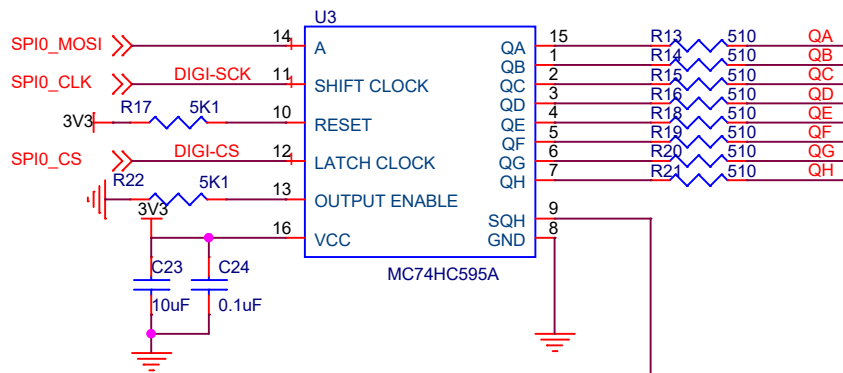 U3
SPI0_MOSI 14 A QA 15 R13 510 QA
QB 1 R14 510 QB
SPI0_CLK DIGI-SCK 11 SHIFT CLOCK QC 2 R15 510 QC
QD 3 R16 510 QD
R17 5K1
3V3 10 RESET QE 4 R18 510 QE
QF 5 R19 510 QF
SPI0_CS DIGI-CS 12 LATCH CLOCK QG 6 R20 510 QG
QH 7 R21 510 QH
R22 5K1 13 OUTPUT ENABLE
3V3
SQH 9
16 VCC GND 8
C23 C24
MC74HC595A
10uF 0.1uF